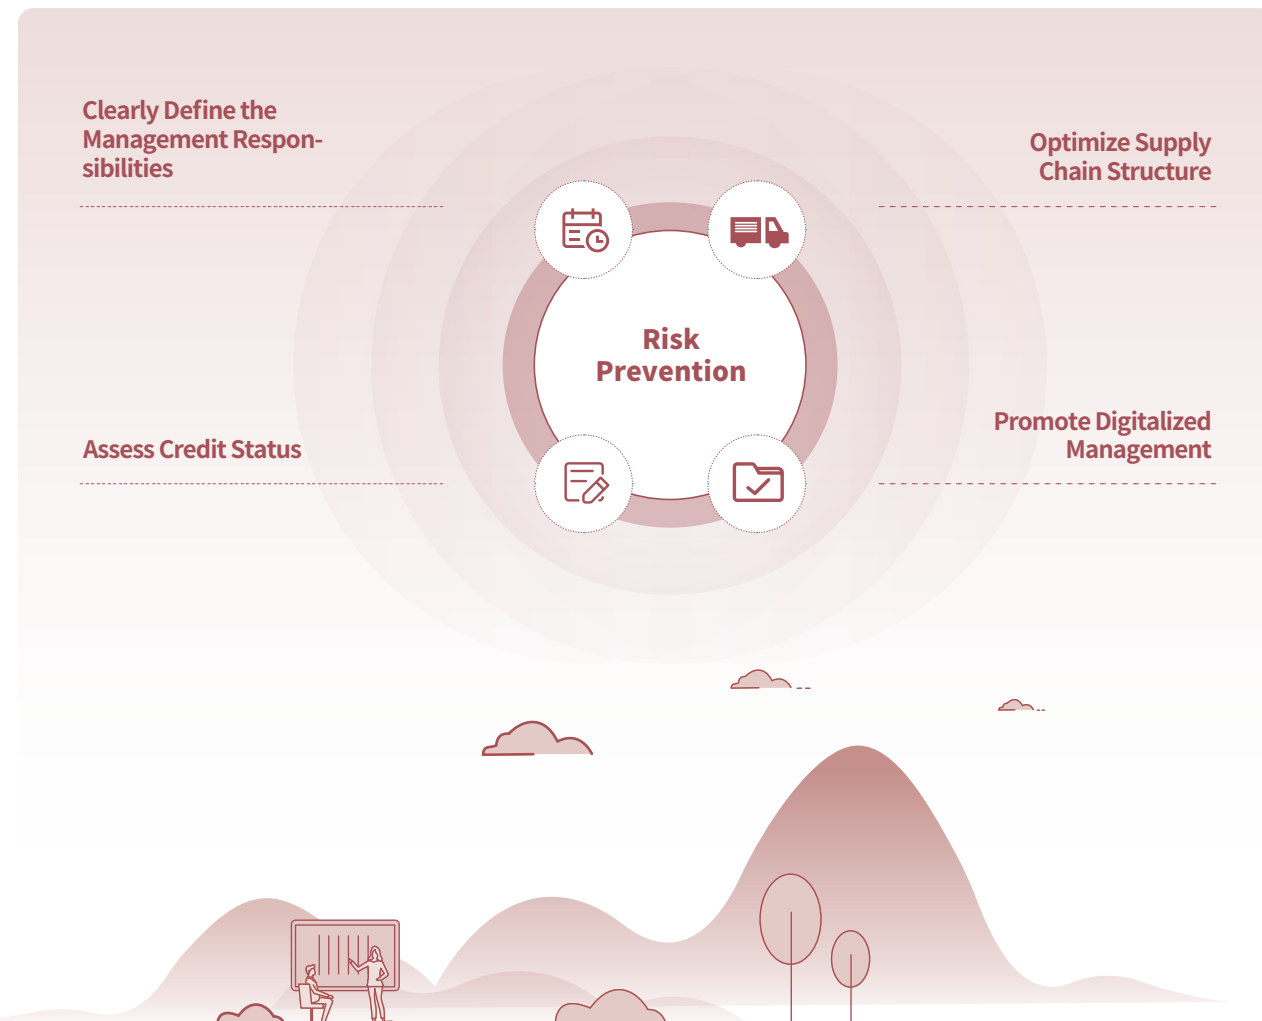 Clearly Define the
Management Respon-
sibilities
Optimize Supply
Chain Structure
Risk
Prevention
Assess Credit Status
Promote Digitalized
Management